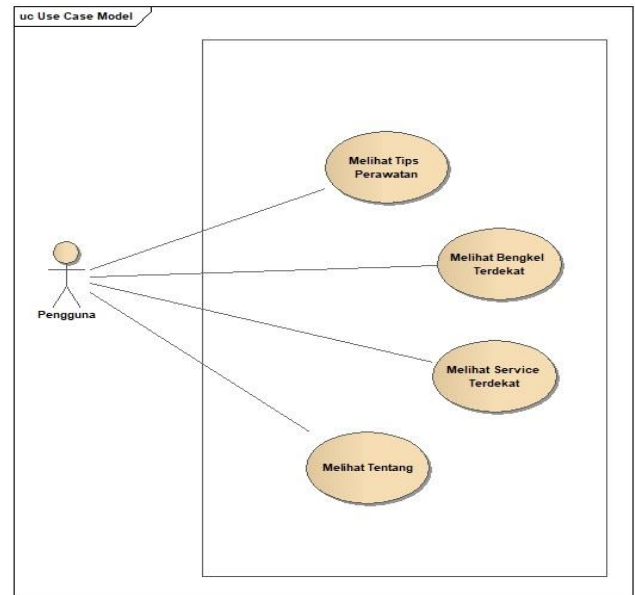 uc Use Case Model
Melihat Tips
Perawatan
Melihat Bengkel
Terdekat
Pengguna
Melihat Service
Terdekat
Melihat Tentang